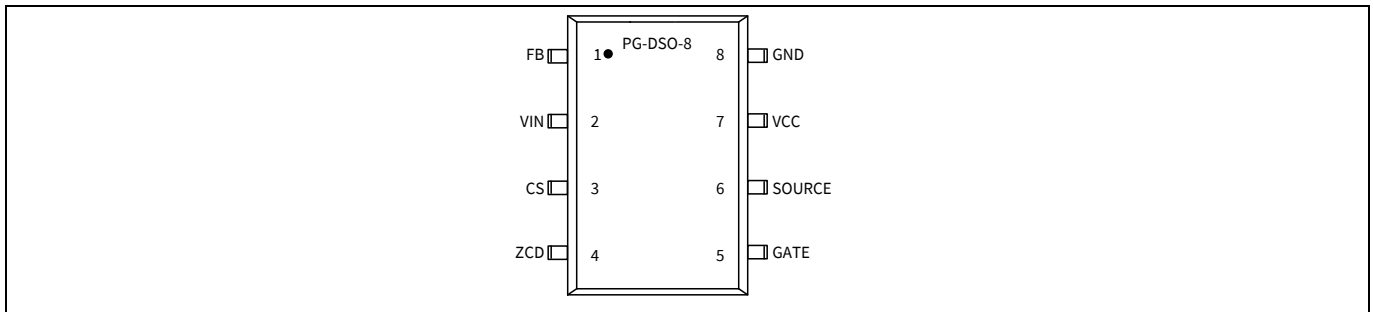 PG-DSO-8
FB 1 8 GND
VIN 2 7 VCC
CS 3 6 SOURCE
ZCD 4 5 GATE